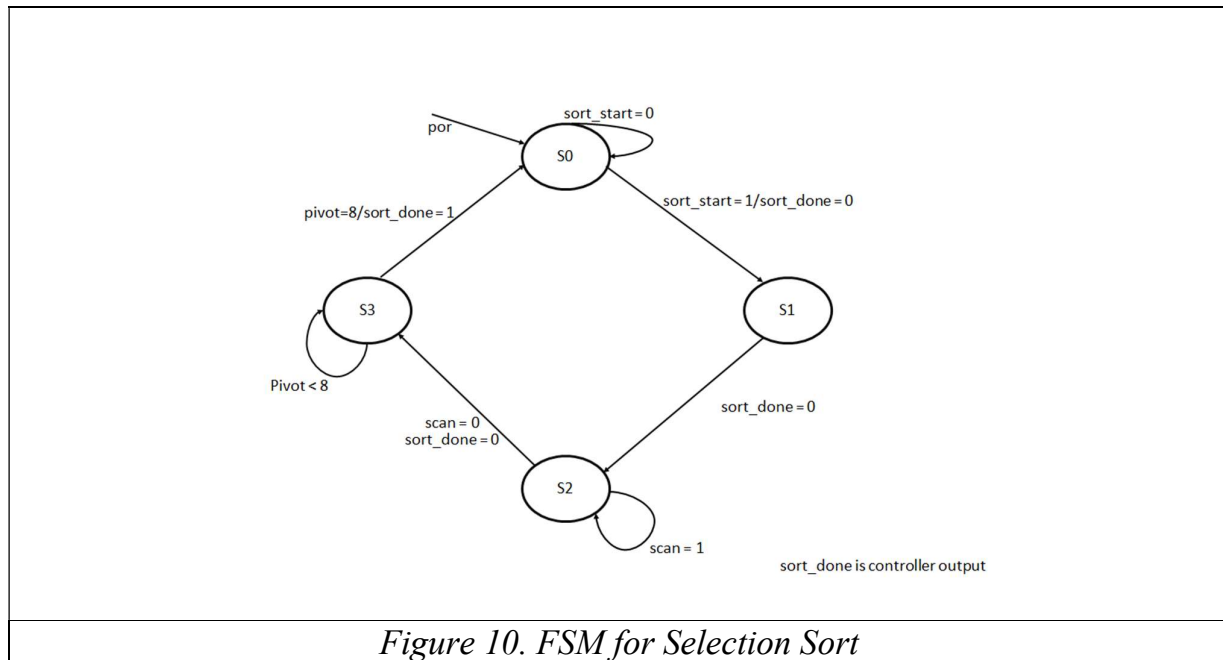 sort_start = 0
por
S0
pivot=8/sort_done = 1
sort_start = 1/sort_done = 0
S3
S1
Pivot < 8
sort_done = 0
scan = 0
sort_done = 0
S2
scan = 1
sort_done is controller output
Figure 10. FSM for Selection Sort